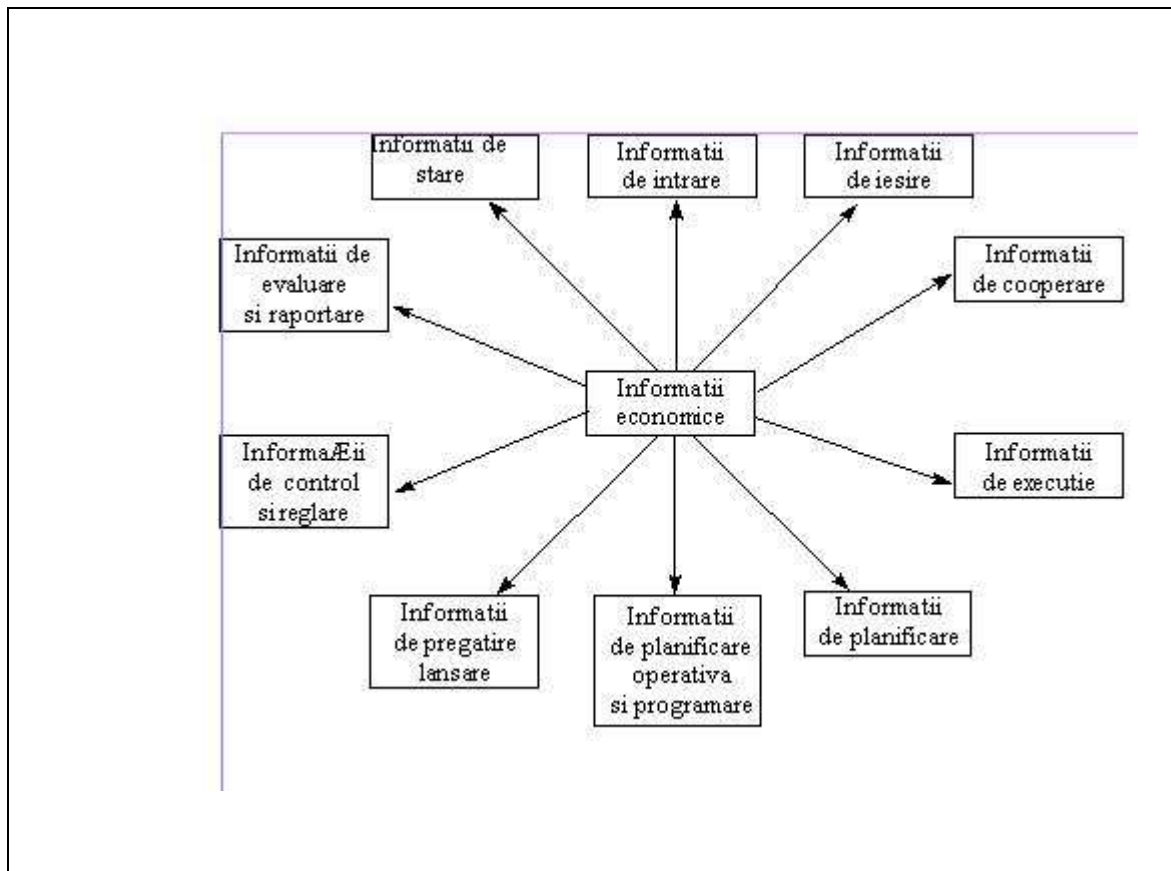 Informatii de
stare
Informatii
de intrare
Informatii
de iesire
Informatii de
evaluare
si raportare
Informatii
de cooperare
Informatii
economice
InformaÆii
de control
si reglare
Informatii
de executie
Informatii
de pregatire
lansare
Informatii
de planificare
operativa
si programare
Informatii
de planificare